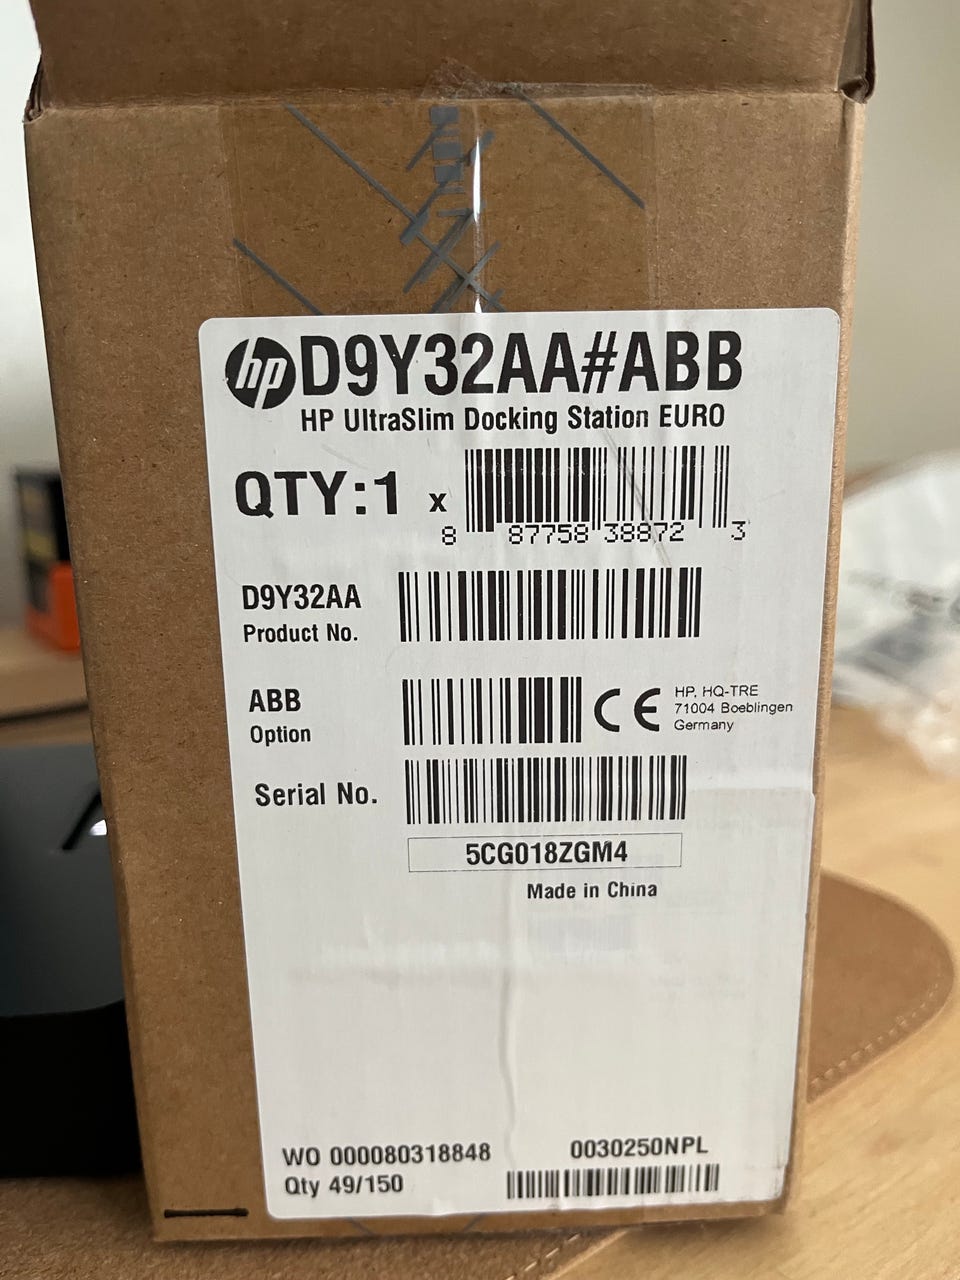 hp D9Y32AA#ABB
HP UltraSlim Docking Station EURO
QTY:1 x
8 87758 38872 3
D9Y32AA
Product No.
ABB
Option
CE
HP, HQ-TRE
71004 Boeblingen
Germany
Serial No.
5CG018ZGM4
Made in China
WO 000080318848
0030250NPL
Qty 49/150